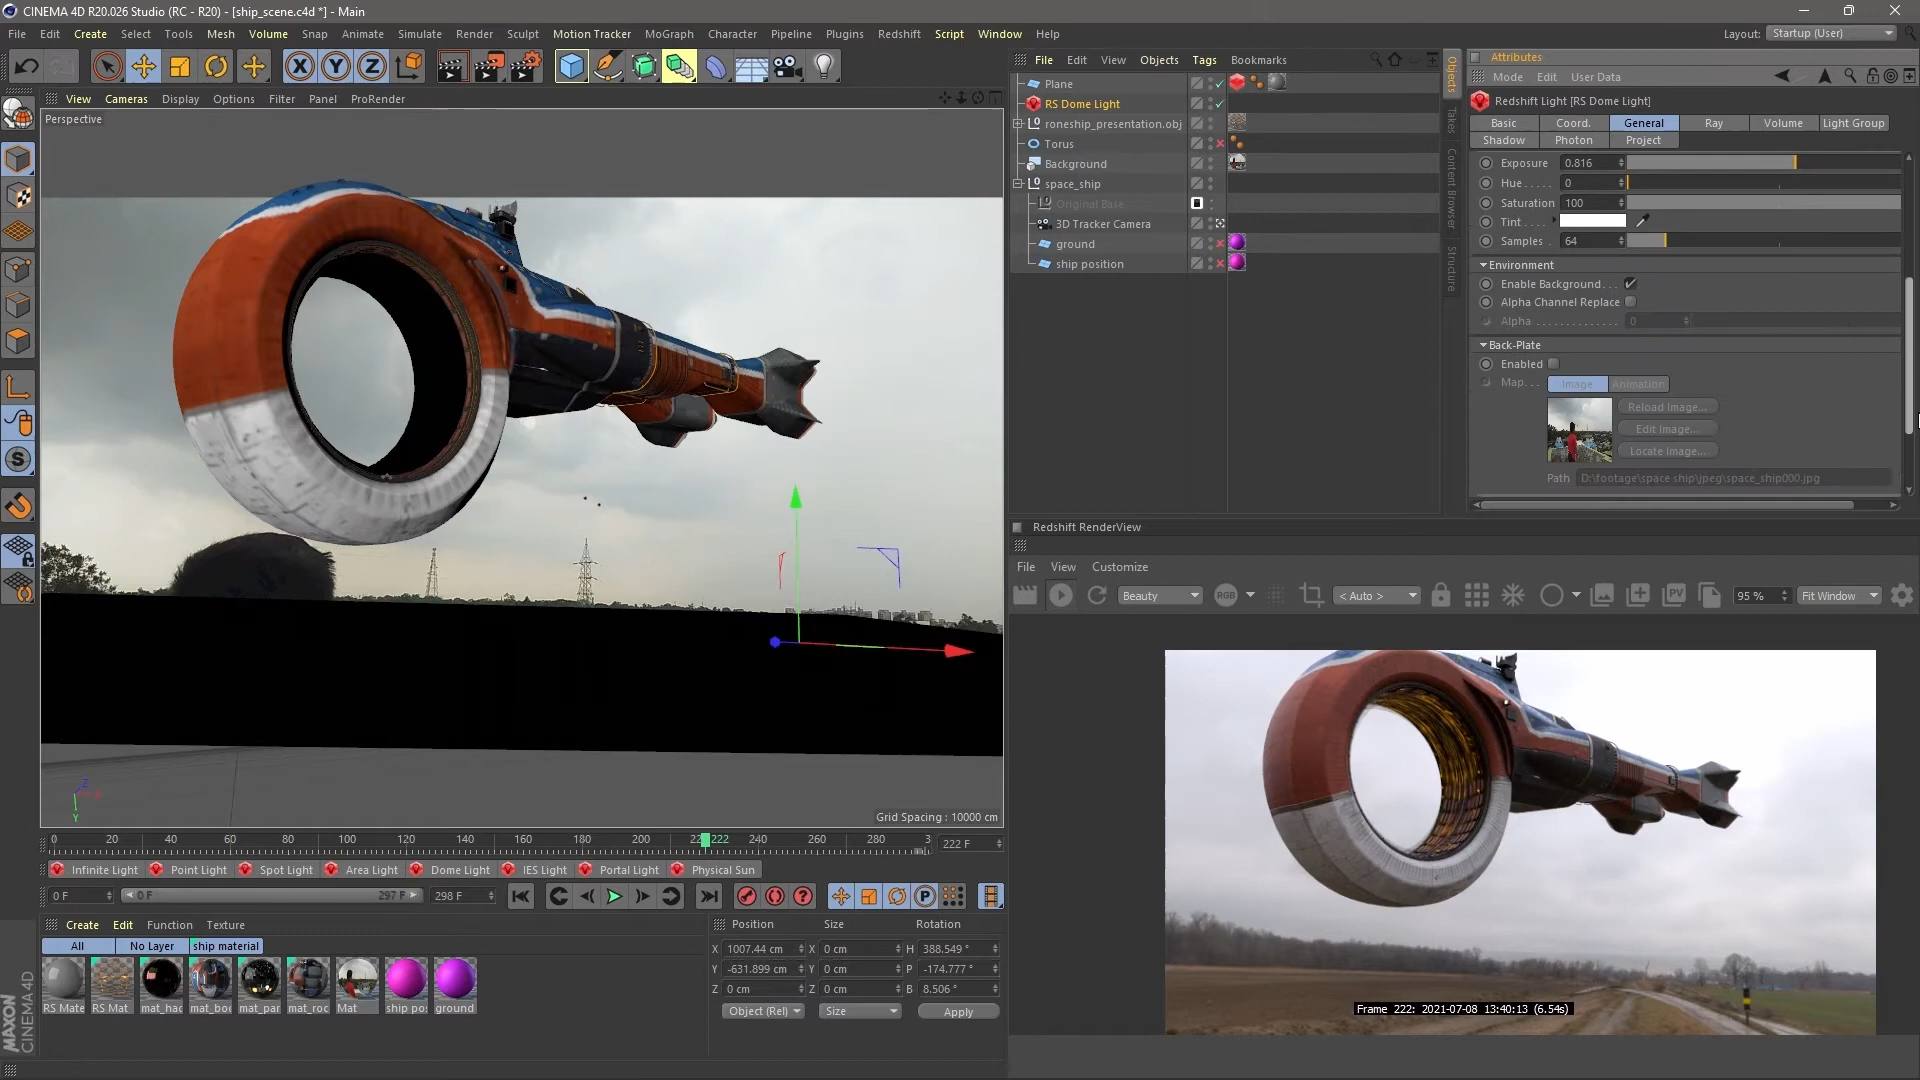 CINEMA 4D R20.026 Studio (RC - R20) - [ship_scene.c4d *] - Main
File Edit Create Select Tools Mesh Volume Snap Animate Simulate Render Sculpt Motion Tracker MoGraph Character Pipeline Plugins Redshift Script Window Help
Layout: Startup (User)
View Cameras Display Options Filter Panel ProRender
Perspective
Grid Spacing : 10000 cm
File Edit View Objects Tags Bookmarks
Plane
RS Dome Light
roneship_presentation.obj
Torus
Background
space_ship
Original Base
3D Tracker Camera
ground
ship position
Objects
Takes
Content Browser
Structure
Attributes
Mode Edit User Data
Redshift Light [RS Dome Light]
Basic Coord. General Ray Volume Light Group
Shadow Photon Project
Exposure 0.816
Hue..... 0
Saturation 100
Tint....
Samples . 64
Environment
Enable Background...
Alpha Channel Replace
Alpha .............. 0
Back-Plate
Enabled
Map... Image Animation
Reload Image...
Edit Image...
Locate Image...
Path D:\footage\space ship\jpeg\space_ship000.jpg
Redshift RenderView
File View Customize
Beauty RGB < Auto > PV 95 % Fit Window
Frame 222: 2021-07-08 13:40:13 (6.54s)
0 20 40 60 80 100 120 140 160 180 200 22 222 240 260 280 3 222 F
Infinite Light Point Light Spot Light Area Light Dome Light IES Light Portal Light Physical Sun
0 F 0 F 297 F 298 F
Create Edit Function Texture
All No Layer ship material
RS Mate RS Mat mat_hac mat_boo mat_par mat_roc Mat ship po: ground
Position Size Rotation
X 1007.44 cm X 0 cm H 388.549 °
Y -631.899 cm Y 0 cm P -174.777 °
Z 0 cm Z 0 cm B 8.506 °
Object (Rel) Size Apply
MAXON
CINEMA 4D